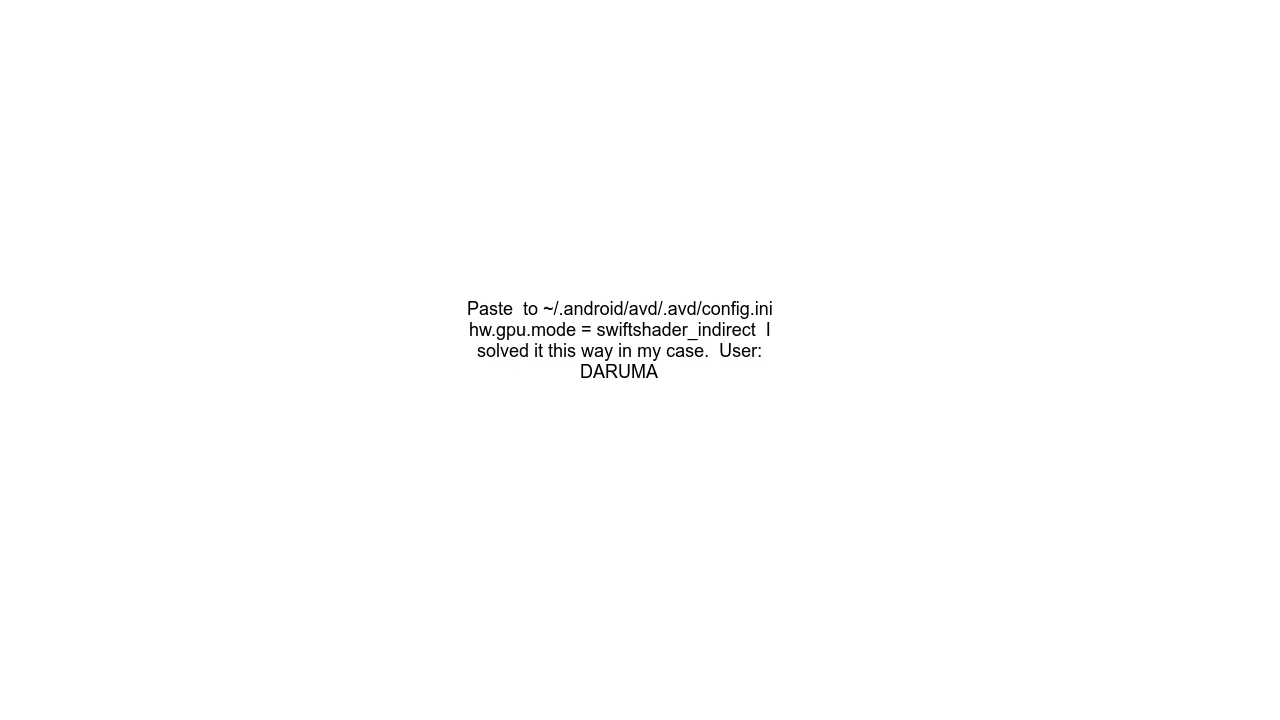 Paste  to ~/.android/avd/.avd/config.ini
hw.gpu.mode = swiftshader_indirect  I
solved it this way in my case.  User:
DARUMA